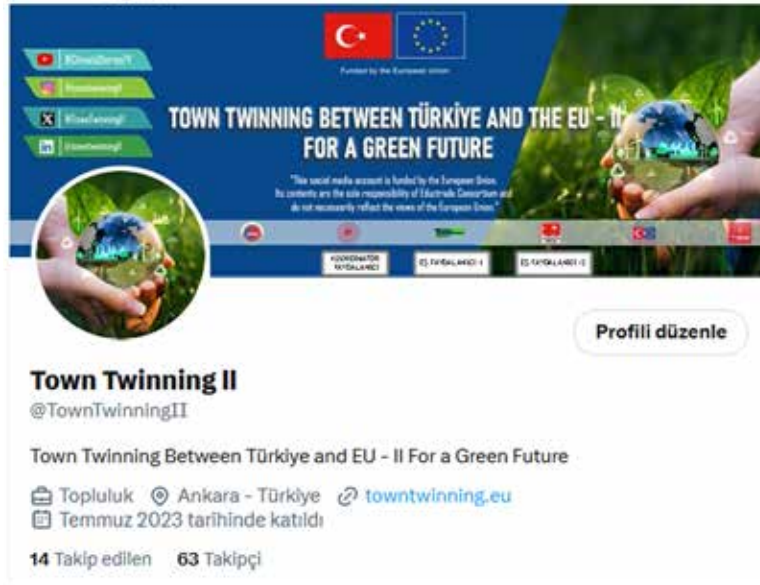 Funded by the European Union
TOWN TWINNING BETWEEN TÜRKİYE AND THE EU - II
FOR A GREEN FUTURE
"This social media account is funded by the European Union.
Its contents are the sole responsibility of Eductrade Consortium and
do not necessarily reflect the views of the European Union."
KOORDİNATÖR
FAYDALANICI
EŞ FAYDALANICI -1
EŞ FAYDALANICI -2
Profili düzenle
Town Twinning II
@TownTwinningII
Town Twinning Between Türkiye and EU - II For a Green Future
Topluluk Ankara - Türkiye towntwinning.eu
Temmuz 2023 tarihinde katıldı
14 Takip edilen 63 Takipçi